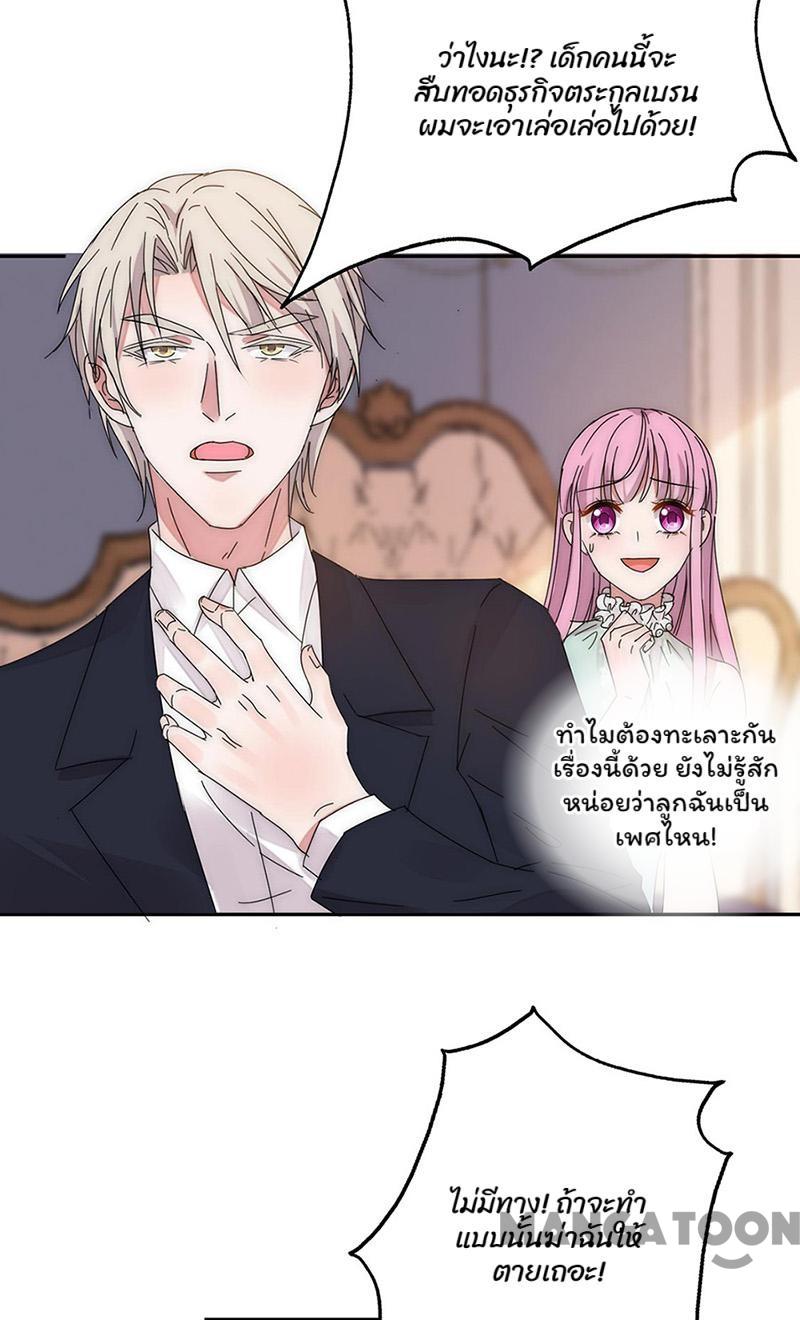 ว่าไงนะ!? เด็กคนนี้จะ
สืบทอดธุรกิจตระกูลเบรน
ผมจะเอาเล่อเล่อไปด้วย!
ทำไมต้องทะเลาะกัน
เรื่องนี้ด้วย ยังไม่รู้สัก
หน่อยว่าลูกฉันเป็น
เพศไหน!
ไม่มีทาง! ถ้าจะทำ
แบบนั้นฆ่าฉันให้
ตายเถอะ!
MANGATOON